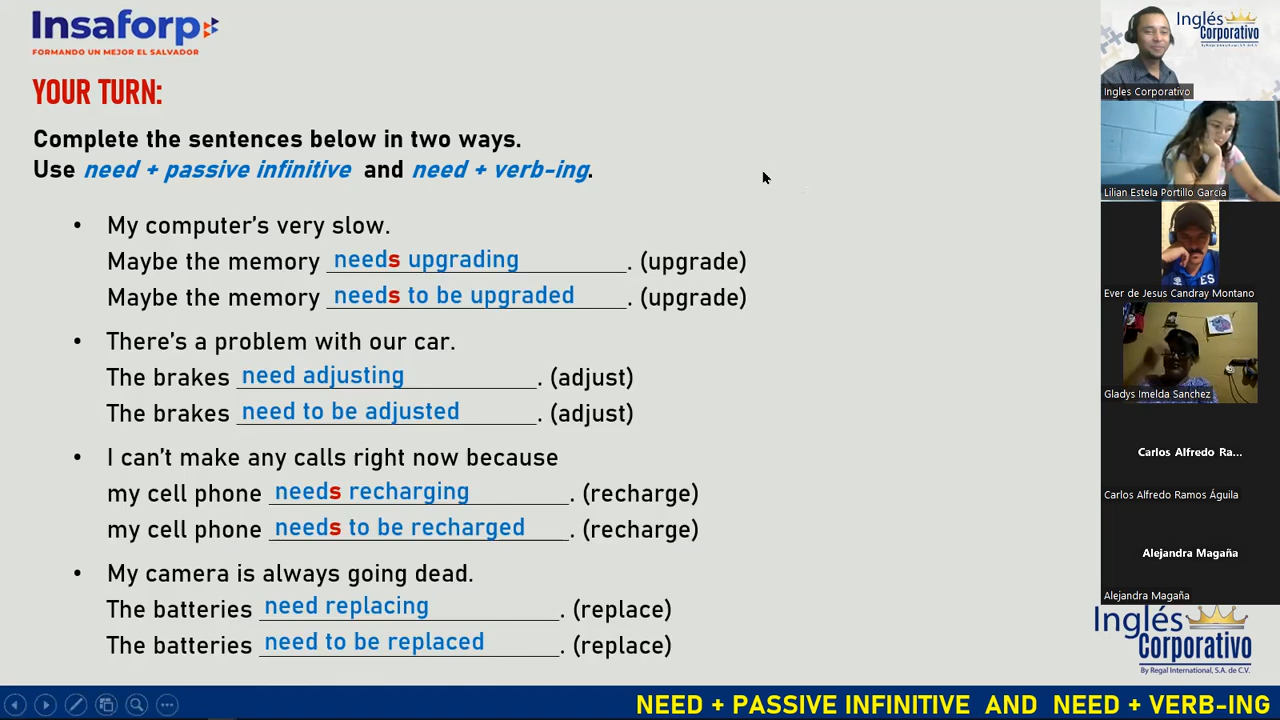 Insaforp
FORMANDO UN MEJOR EL SALVADOR
YOUR TURN:
Complete the sentences below in two ways.
Use need + passive infinitive and need + verb-ing.
• My computer's very slow.
Maybe the memory needs upgrading. (upgrade)
Maybe the memory needs to be upgraded. (upgrade)
• There's a problem with our car.
The brakes need adjusting. (adjust)
The brakes need to be adjusted. (adjust)
• I can't make any calls right now because
my cell phone needs recharging. (recharge)
my cell phone needs to be recharged. (recharge)
• My camera is always going dead.
The batteries need replacing. (replace)
The batteries need to be replaced. (replace)
NEED + PASSIVE INFINITIVE AND NEED + VERB-ING
Inglés
Corporativo
Ingles Corporativo
Lilian Estela Portillo García
ES
Ever de Jesus Candray Montano
Gladys Imelda Sanchez
Carlos Alfredo Ra...
Carlos Alfredo Ramos Águila
Alejandra Magaña
Alejandra Magaña
Inglés
Corporativo
By Regal International, S.A. de C.V.